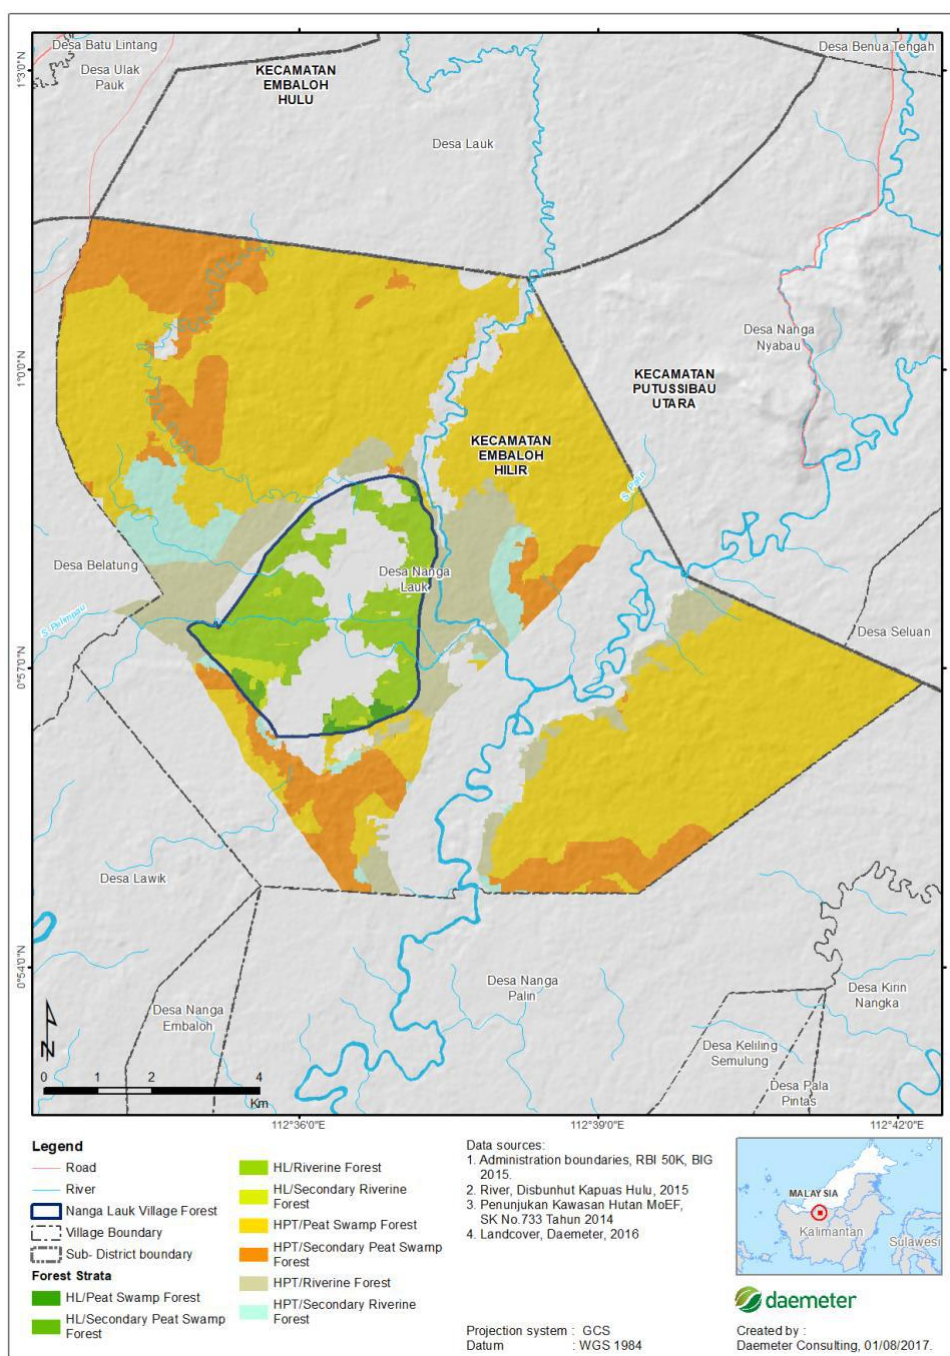 Desa Batu Lintang
Desa Benua Tengah
Desa Ulak
Pauk
KECAMATAN
EMBALOH
HULU
1°3'0"N
Desa Lauk
Desa Nanga
Nyabau
1°0'0"N
KECAMATAN
PUTUSSIBAU
UTARA
KECAMATAN
EMBALOH
HILIR
S. Palin
Desa Belatung
Desa Nanga
Lauk
S. Pelimpau
Desa Seluan
0°57'0"N
Desa Lawik
0°54'0"N
Desa Nanga
Palin
Desa Kirin
Nangka
Desa Nanga
Embaloh
Desa Keliling
Semulung
Desa Pala
Pintas
N
0 1 2 4
Km
112°36'0"E
112°39'0"E
112°42'0"E
Legend
Road
River
Nanga Lauk Village Forest
Village Boundary
Sub- District boundary
Forest Strata
HL/Peat Swamp Forest
HL/Secondary Peat Swamp
Forest
HL/Riverine Forest
HL/Secondary Riverine
Forest
HPT/Peat Swamp Forest
HPT/Secondary Peat Swamp
Forest
HPT/Riverine Forest
HPT/Secondary Riverine
Forest
Data sources:
1. Administration boundaries, RBI 50K, BIG
2015.
2. River, Disbunhut Kapuas Hulu, 2015
3. Penunjukan Kawasan Hutan MoEF,
SK No.733 Tahun 2014
4. Landcover, Daemeter, 2016
Projection system : GCS
Datum : WGS 1984
MALAYSIA
Kalimantan
Sulawesi
daemeter
Created by :
Daemeter Consulting, 01/08/2017.